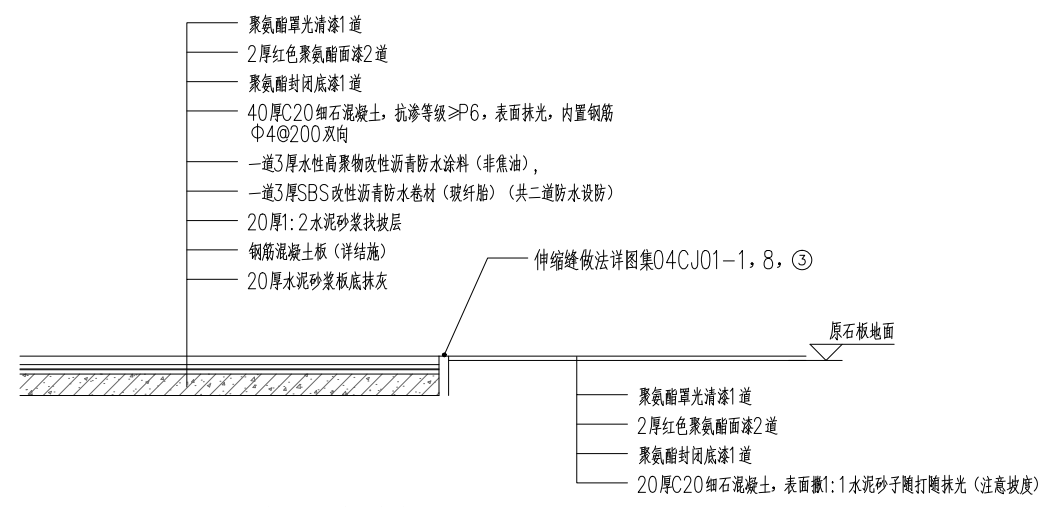 聚氨酯罩光清漆1道
2厚红色聚氨酯面漆2道
聚氨酯封闭底漆1道
40厚C20细石混凝土，抗渗等级≥P6，表面抹光，内置钢筋
Φ4@200双向
一道3厚水性高聚物改性沥青防水涂料（非焦油），
一道3厚SBS改性沥青防水卷材（玻纤胎）（共二道防水设防）
20厚1:2水泥砂浆找坡层
钢筋混凝土板（详结施）
20厚水泥砂浆板底抹灰
伸缩缝做法详图集04CJ01-1，8，③
原石板地面
聚氨酯罩光清漆1道
2厚红色聚氨酯面漆2道
聚氨酯封闭底漆1道
20厚C20细石混凝土，表面撒1:1水泥砂子随打随抹光（注意坡度）